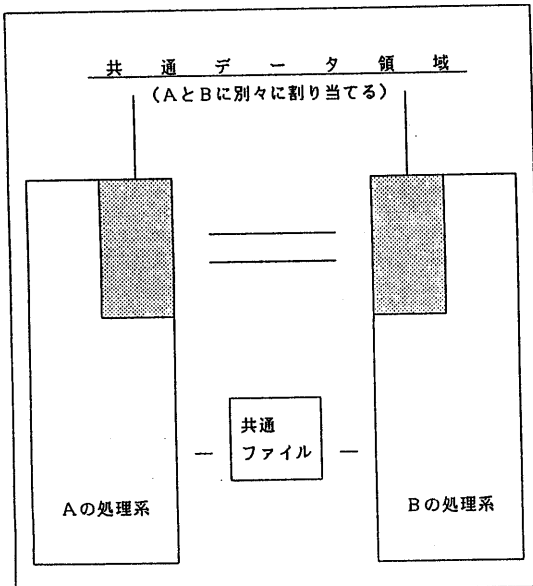 共通データ領域
(AとBに別々に割り当てる)
共通
ファイル
Aの処理系
Bの処理系